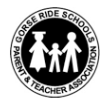 GORSE RIDE SCHOOLS
PARENT & TEACHER ASSOCIATION